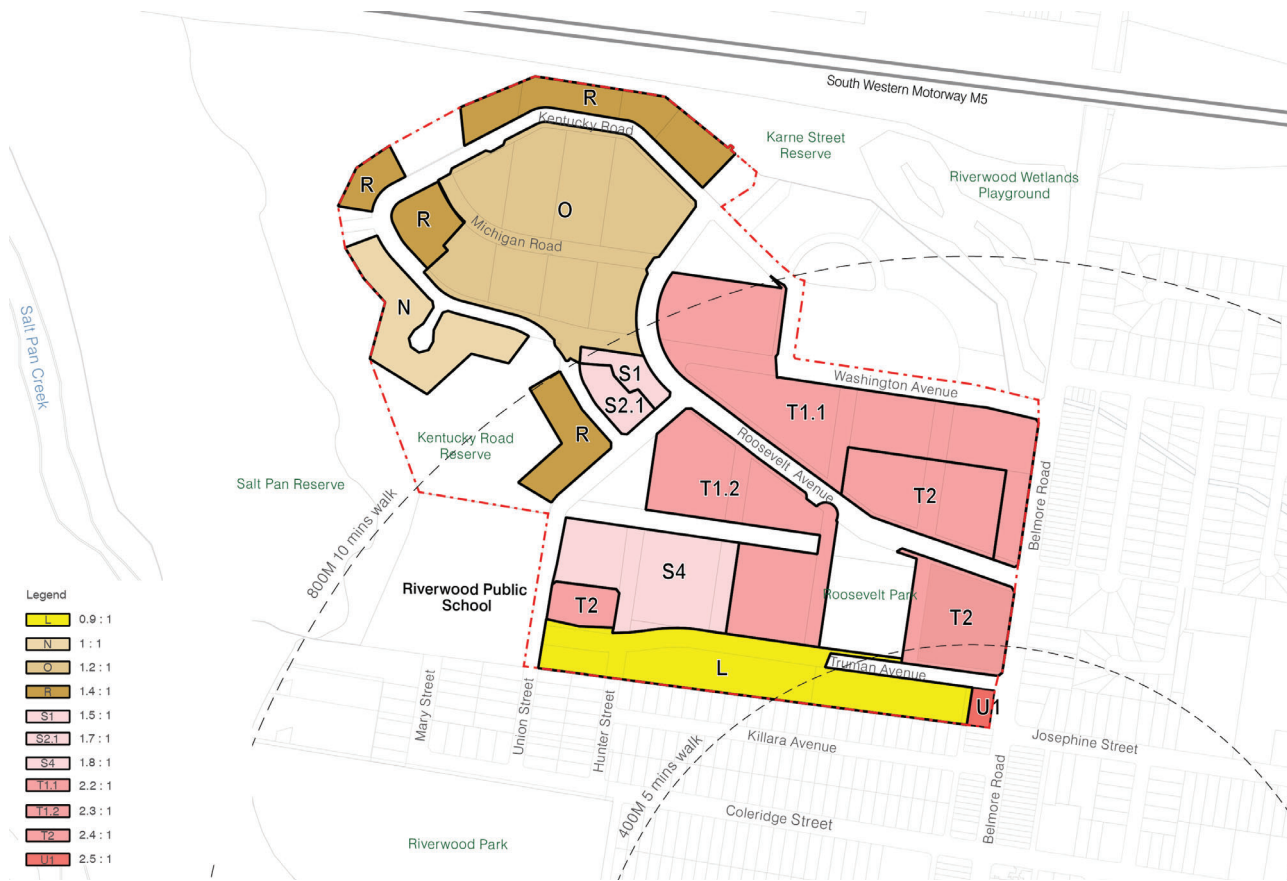 South Western Motorway M5
R
Kentucky Road
Karne Street
Reserve
Riverwood Wetlands
Playground
R
R
O
Michigan Road
N
Salt Pan Creek
S1
S2.1
Washington Avenue
T1.1
Kentucky Road
Reserve
R
Roosevelt Avenue
Salt Pan Reserve
T1.2
T2
Belmore Road
800M 10 mins walk
S4
Riverwood Public
School
T2
Roosevelt Park
T2
L
Truman Avenue
U1
Mary Street
Union Street
Hunter Street
Killara Avenue
Josephine Street
400M 5 mins walk
Belmore Road
Coleridge Street
Riverwood Park
Legend
L 0.9 : 1
N 1 : 1
O 1.2 : 1
R 1.4 : 1
S1 1.5 : 1
S2.1 1.7 : 1
S4 1.8 : 1
T1.1 2.2 : 1
T1.2 2.3 : 1
T2 2.4 : 1
U1 2.5 : 1